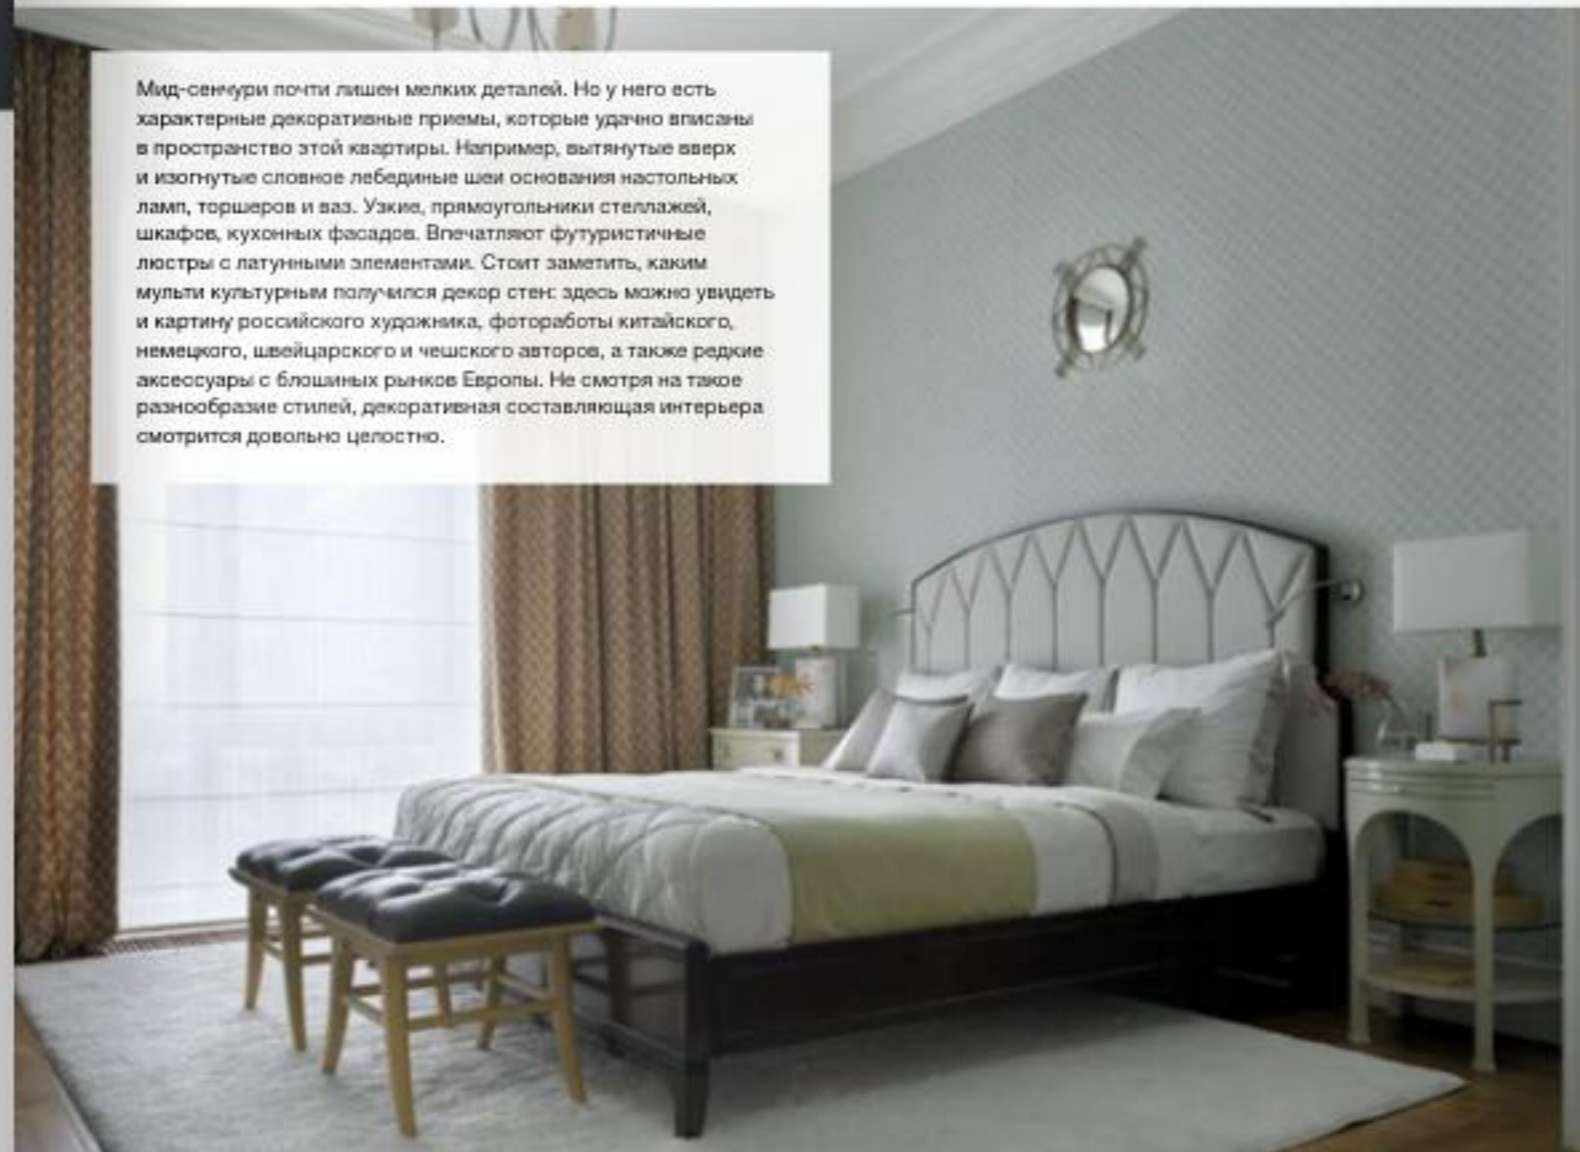 Мид-сенчури почти лишен мелких деталей. Но у него есть
характерные декоративные приемы, которые удачно вписаны
в пространство этой квартиры. Например, вытянутые вверх
и изогнутые словное лебединые шеи основания настольных
ламп, торшеров и ваз. Узкие, прямоугольники стеллажей,
шкафов, кухонных фасадов. Впечатляют футуристичные
люстры с латунными элементами. Стоит заметить, каким
мульти культурным получился декор стен: здесь можно увидеть
и картину российского художника, фотоработы китайского,
немецкого, швейцарского и чешского авторов, а также редкие
аксессуары с блошиных рынков Европы. Не смотря на такое
разнообразие стилей, декоративная составляющая интерьера
смотрится довольно целостно.